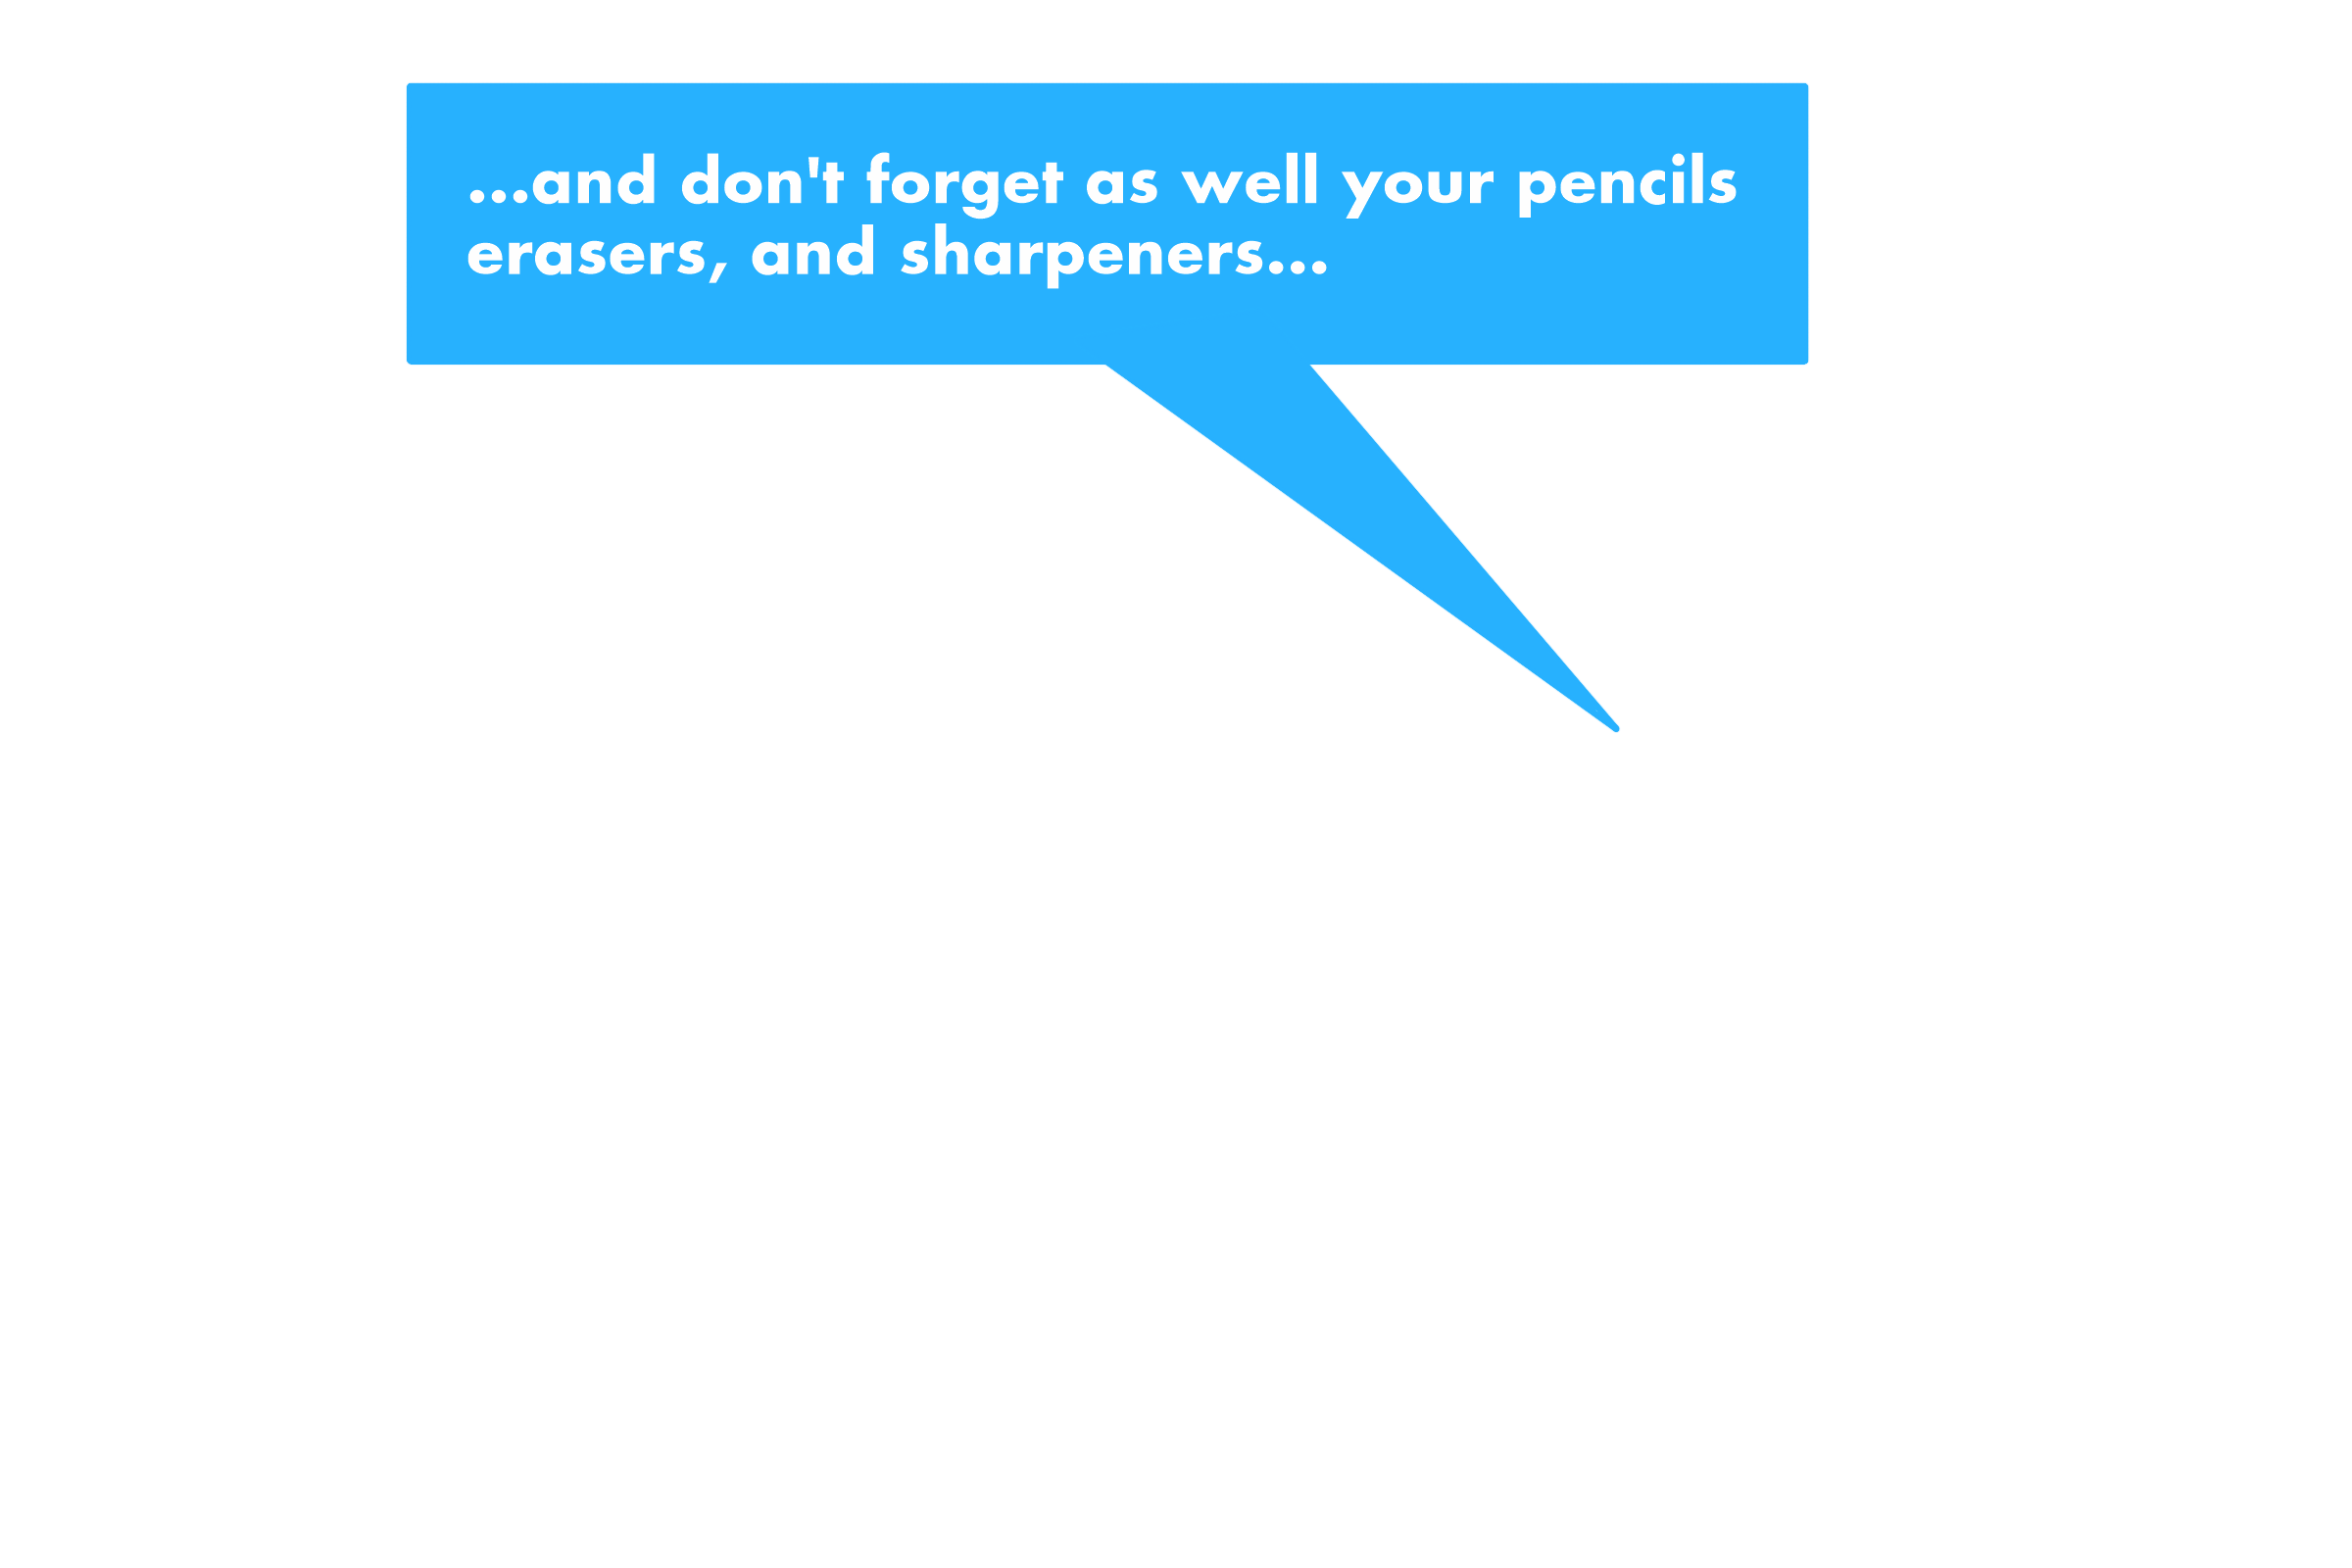 ...and don't forget as well your pencils
erasers, and sharpeners...